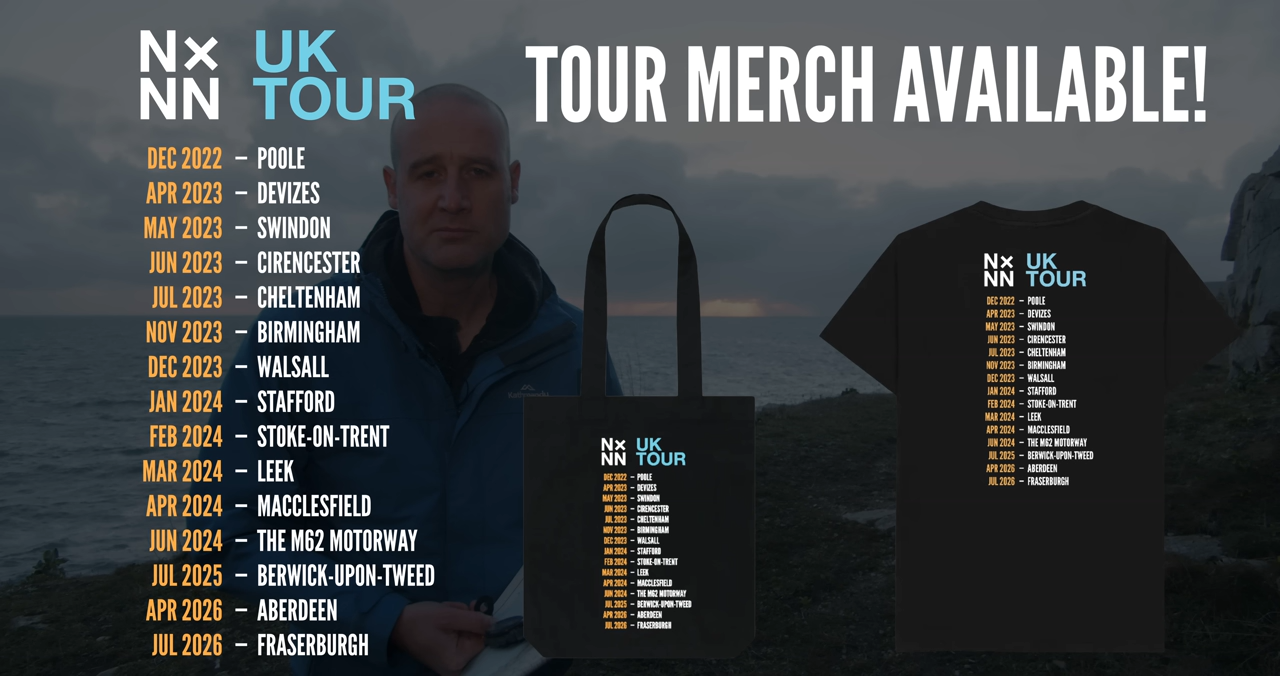 N× UK
NN TOUR
TOUR MERCH AVAILABLE!
DEC 2022 – POOLE
APR 2023 – DEVIZES
MAY 2023 – SWINDON
JUN 2023 – CIRENCESTER
JUL 2023 – CHELTENHAM
NOV 2023 – BIRMINGHAM
DEC 2023 – WALSALL
JAN 2024 – STAFFORD
FEB 2024 – STOKE-ON-TRENT
MAR 2024 – LEEK
APR 2024 – MACCLESFIELD
JUN 2024 – THE M62 MOTORWAY
JUL 2025 – BERWICK-UPON-TWEED
APR 2026 – ABERDEEN
JUL 2026 – FRASERBURGH
N× UK
NN TOUR
DEC 2022 – POOLE
APR 2023 – DEVIZES
MAY 2023 – SWINDON
JUN 2023 – CIRENCESTER
JUL 2023 – CHELTENHAM
NOV 2023 – BIRMINGHAM
DEC 2023 – WALSALL
JAN 2024 – STAFFORD
FEB 2024 – STOKE-ON-TRENT
MAR 2024 – LEEK
APR 2024 – MACCLESFIELD
JUN 2024 – THE M62 MOTORWAY
JUL 2025 – BERWICK-UPON-TWEED
APR 2026 – ABERDEEN
JUL 2026 – FRASERBURGH
N× UK
NN TOUR
DEC 2022 – POOLE
APR 2023 – DEVIZES
MAY 2023 – SWINDON
JUN 2023 – CIRENCESTER
JUL 2023 – CHELTENHAM
NOV 2023 – BIRMINGHAM
DEC 2023 – WALSALL
JAN 2024 – STAFFORD
FEB 2024 – STOKE-ON-TRENT
MAR 2024 – LEEK
APR 2024 – MACCLESFIELD
JUN 2024 – THE M62 MOTORWAY
JUL 2025 – BERWICK-UPON-TWEED
APR 2026 – ABERDEEN
JUL 2026 – FRASERBURGH